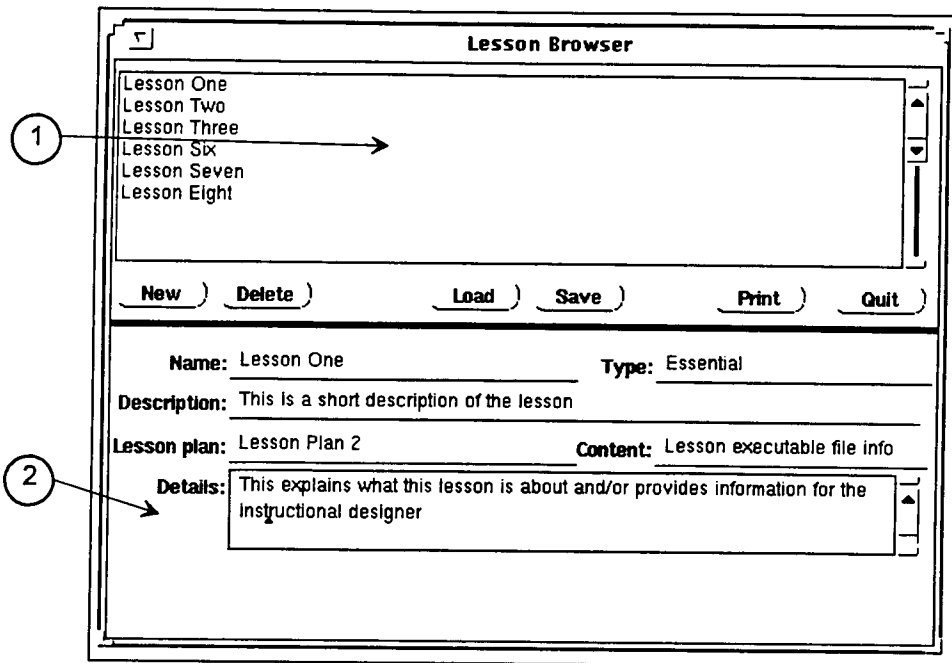 Lesson Browser
Lesson One
Lesson Two
Lesson Three
Lesson Six
Lesson Seven
Lesson Eight
1
New Delete Load Save Print Quit
Name: Lesson One Type: Essential
Description: This is a short description of the lesson
Lesson plan: Lesson Plan 2 Content: Lesson executable file info
2
Details: This explains what this lesson is about and/or provides information for the
instructional designer